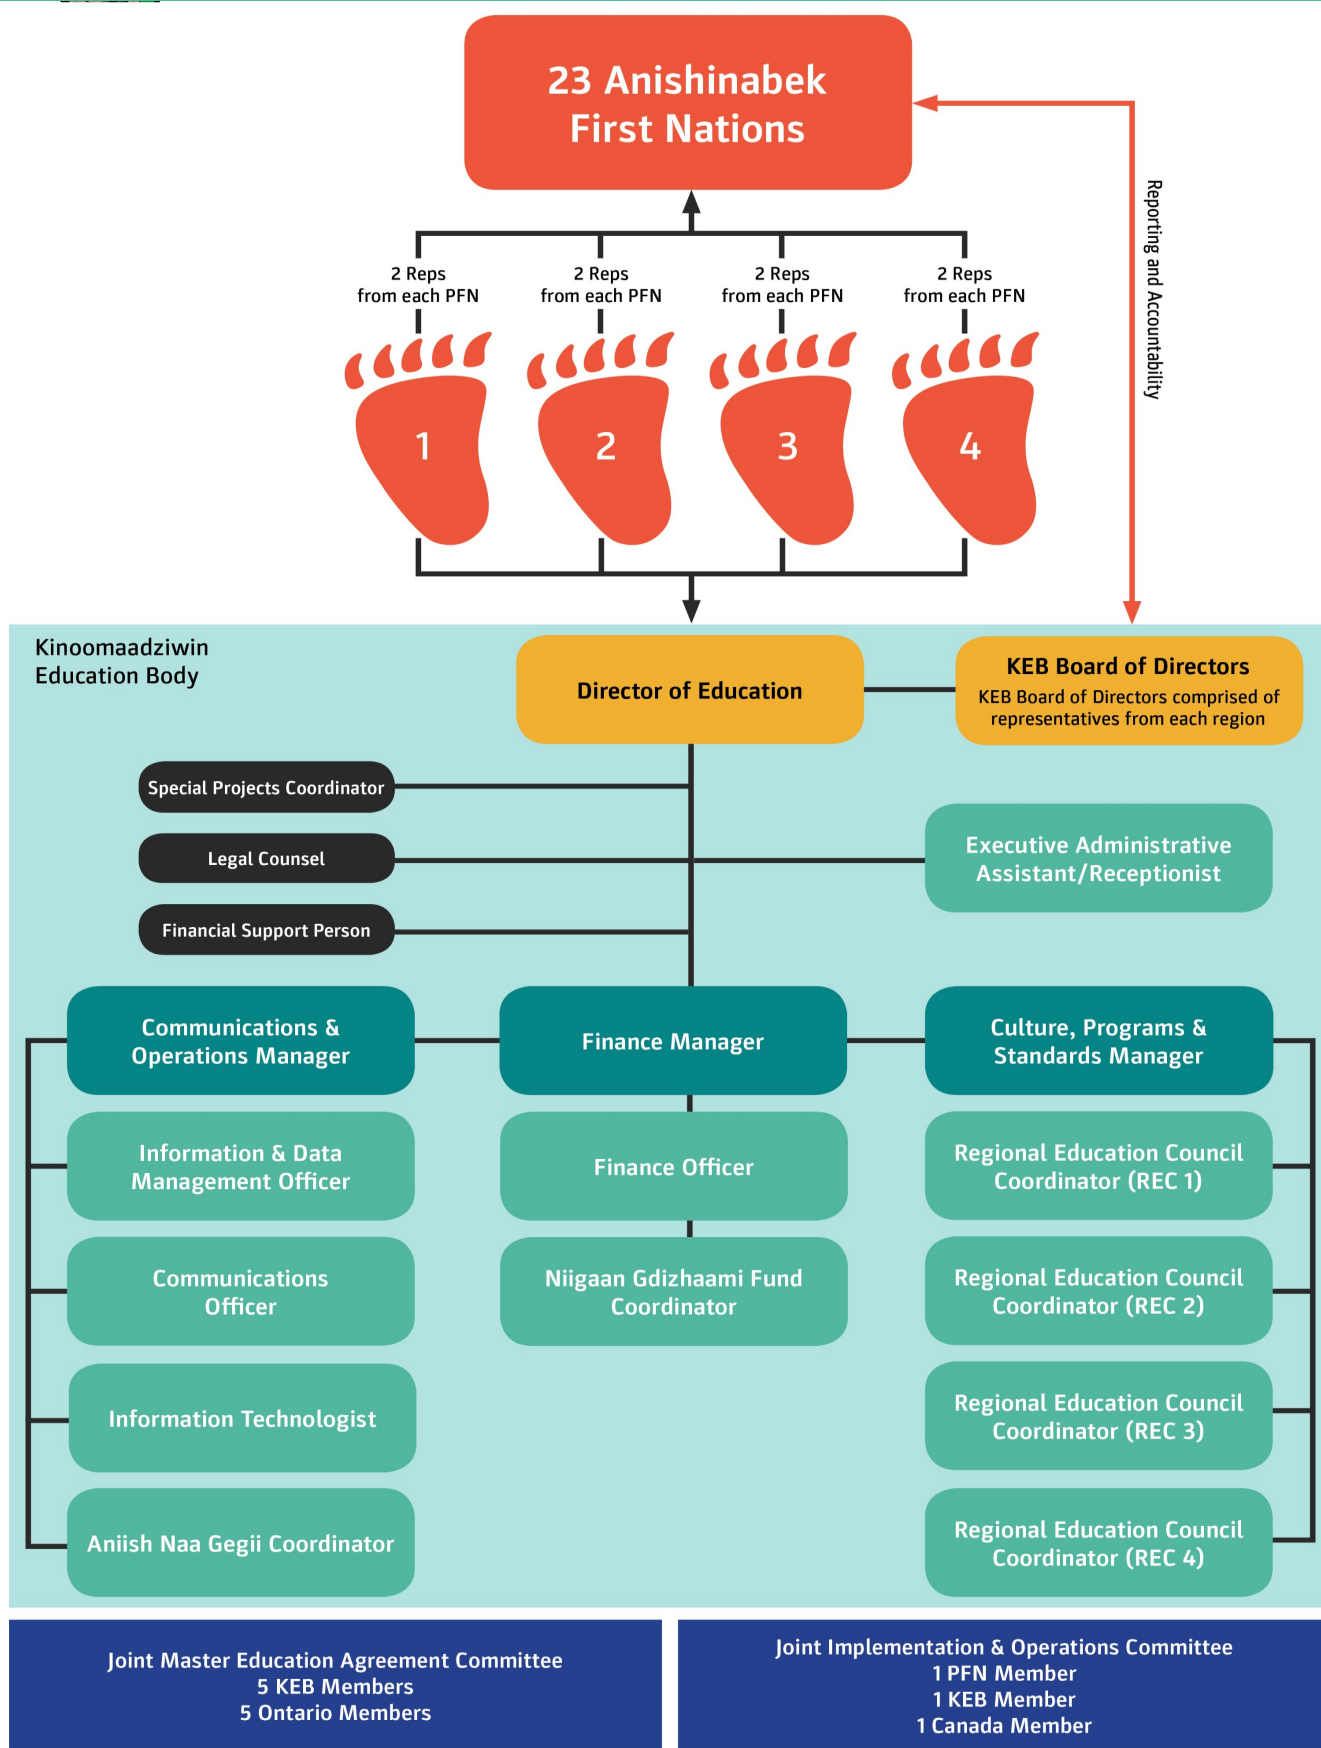 23 Anishinabek
First Nations
Reporting and Accountability
2 Reps
from each PFN
2 Reps
from each PFN
2 Reps
from each PFN
2 Reps
from each PFN
1
2
3
4
Kinoomaadziwin
Education Body
Director of Education
KEB Board of Directors
KEB Board of Directors comprised of
representatives from each region
Special Projects Coordinator
Legal Counsel
Financial Support Person
Executive Administrative
Assistant/Receptionist
Communications &
Operations Manager
Finance Manager
Culture, Programs &
Standards Manager
Information & Data
Management Officer
Finance Officer
Regional Education Council
Coordinator (REC 1)
Communications
Officer
Niigaan Gdizhaami Fund
Coordinator
Regional Education Council
Coordinator (REC 2)
Information Technologist
Regional Education Council
Coordinator (REC 3)
Aniish Naa Gegii Coordinator
Regional Education Council
Coordinator (REC 4)
Joint Master Education Agreement Committee
5 KEB Members
5 Ontario Members
Joint Implementation & Operations Committee
1 PFN Member
1 KEB Member
1 Canada Member